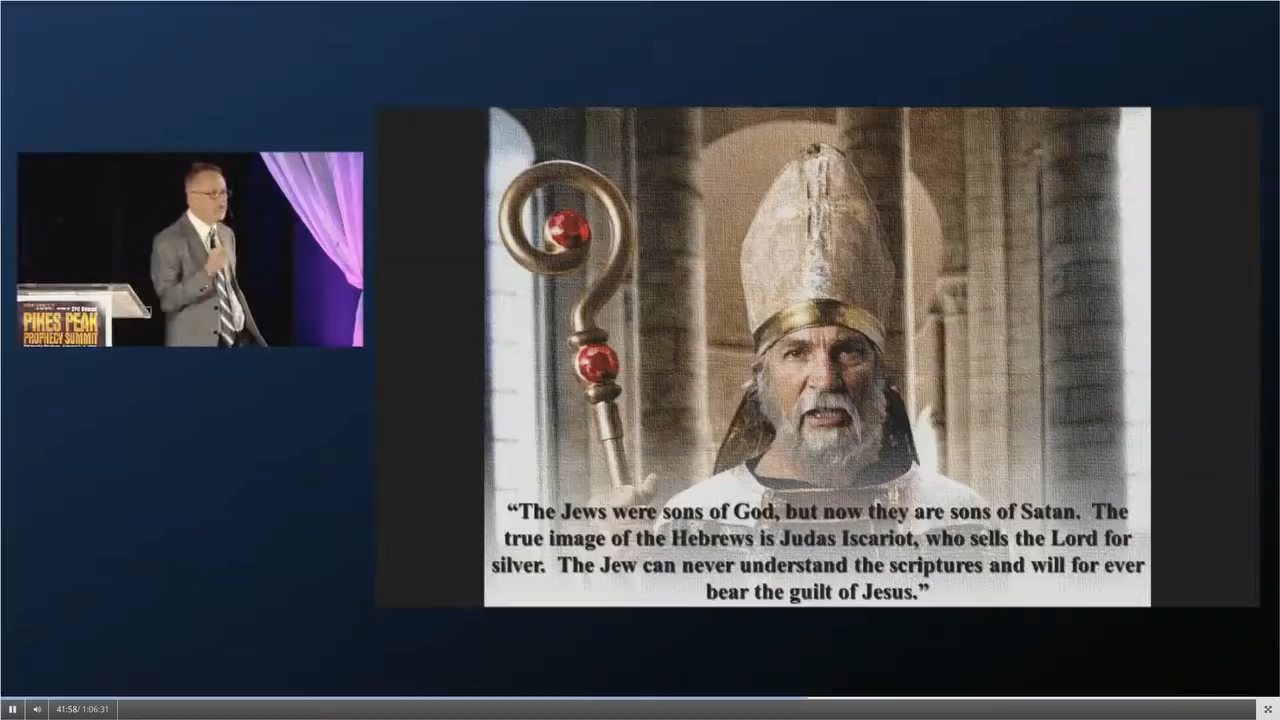 PIKES PEAK
PROPHECY SUMMIT
“The Jews were sons of God, but now they are sons of Satan. The
true image of the Hebrews is Judas Iscariot, who sells the Lord for
silver. The Jew can never understand the scriptures and will for ever
bear the guilt of Jesus.”
41:58/ 1:06:31